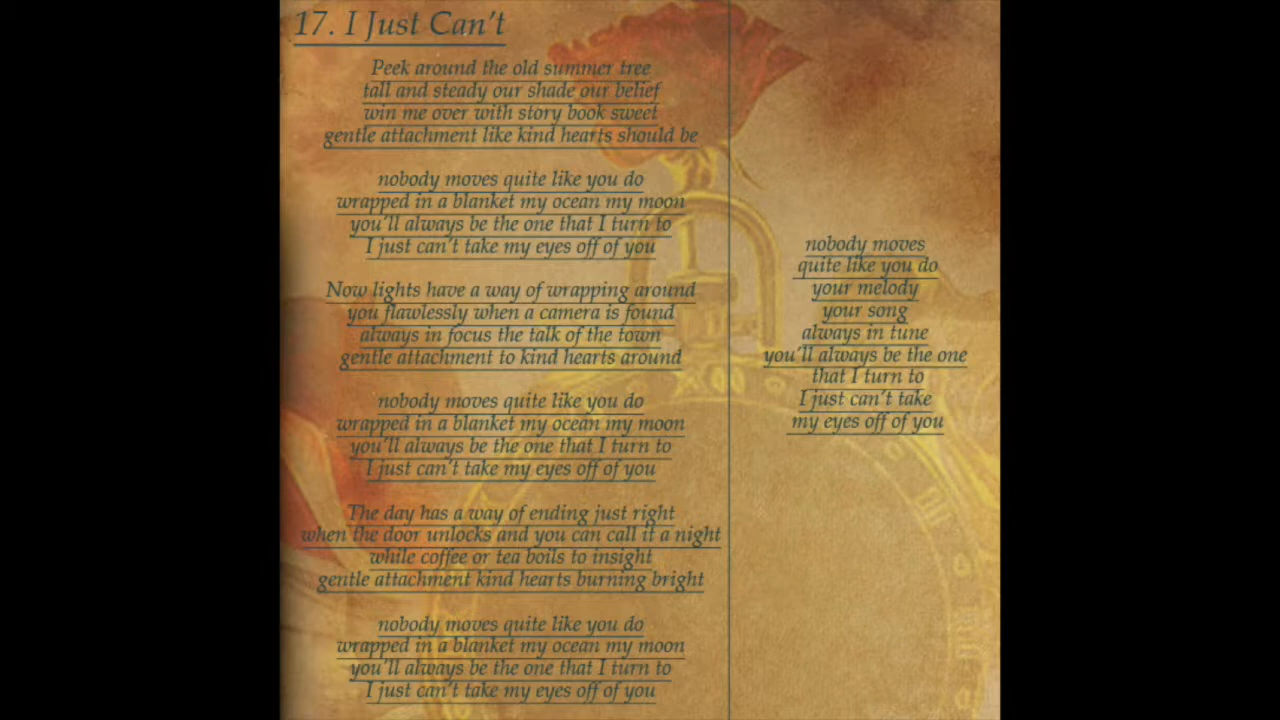 17. I Just Can't
Peek around the old summer tree
tall and steady our shade our belief
win me over with story book sweet
gentle attachment like kind hearts should be
nobody moves quite like you do
wrapped in a blanket my ocean my moon
you'll always be the one that I turn to
I just can't take my eyes off of you
Now lights have a way of wrapping around
you flawlessly when a camera is found
always in focus the talk of the town
gentle attachment to kind hearts around
nobody moves quite like you do
wrapped in a blanket my ocean my moon
you'll always be the one that I turn to
I just can't take my eyes off of you
The day has a way of ending just right
when the door unlocks and you can call it a night
while coffee or tea boils to insight
gentle attachment kind hearts burning bright
nobody moves quite like you do
wrapped in a blanket my ocean my moon
you'll always be the one that I turn to
I just can't take my eyes off of you
nobody moves
quite like you do
your melody
your song
always in tune
you'll always be the one
that I turn to
I just can't take
my eyes off of you